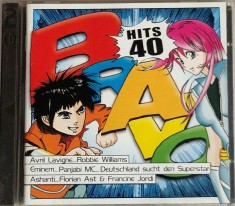 BRAVO
HITS 40
Avril Lavigne...Robbie Williams
Eminem...Panjabi MC...Deutschland sucht den Superstar
Ashanti...Florian Ast & Francine Jordi